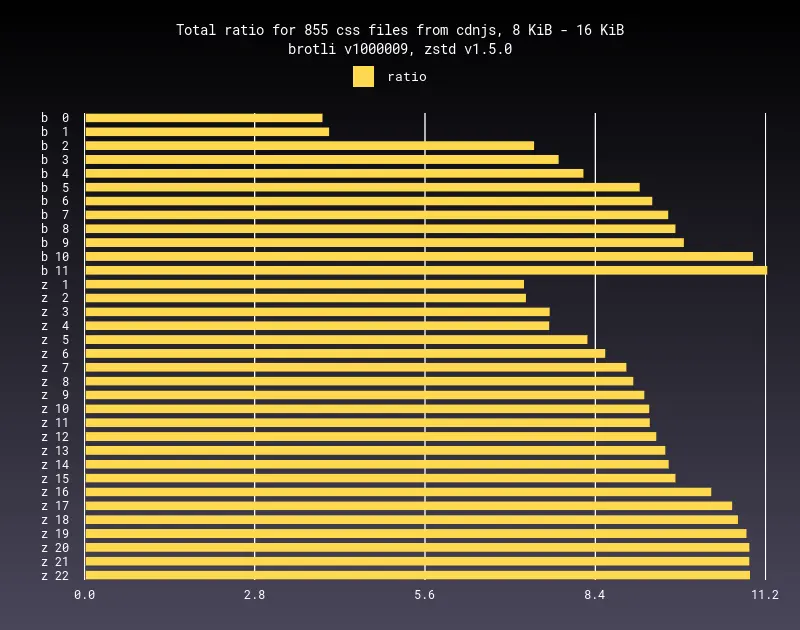 Total ratio for 855 css files from cdnjs, 8 KiB - 16 KiB
brotli v1000009, zstd v1.5.0
ratio
b 0
b 1
b 2
b 3
b 4
b 5
b 6
b 7
b 8
b 9
b 10
b 11
z 1
z 2
z 3
z 4
z 5
z 6
z 7
z 8
z 9
z 10
z 11
z 12
z 13
z 14
z 15
z 16
z 17
z 18
z 19
z 20
z 21
z 22
0.0 2.8 5.6 8.4 11.2